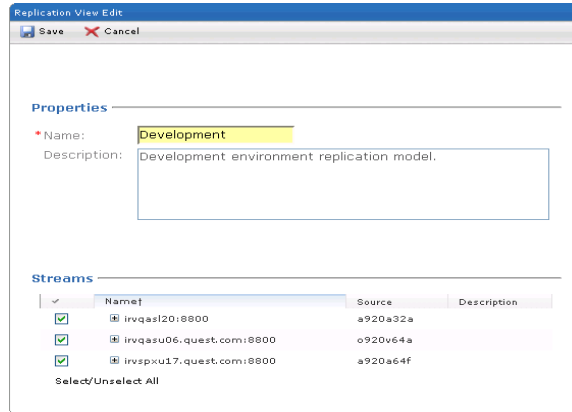 Replication View Edit
Save Cancel
Properties
*Name: Development
Description: Development environment replication model.
Streams
Name↑ Source Description
irvqasl20:8800 a920a32a
irvqasu06.quest.com:8800 o920v64a
irvspxu17.quest.com:8800 a920a64f
Select/Unselect All